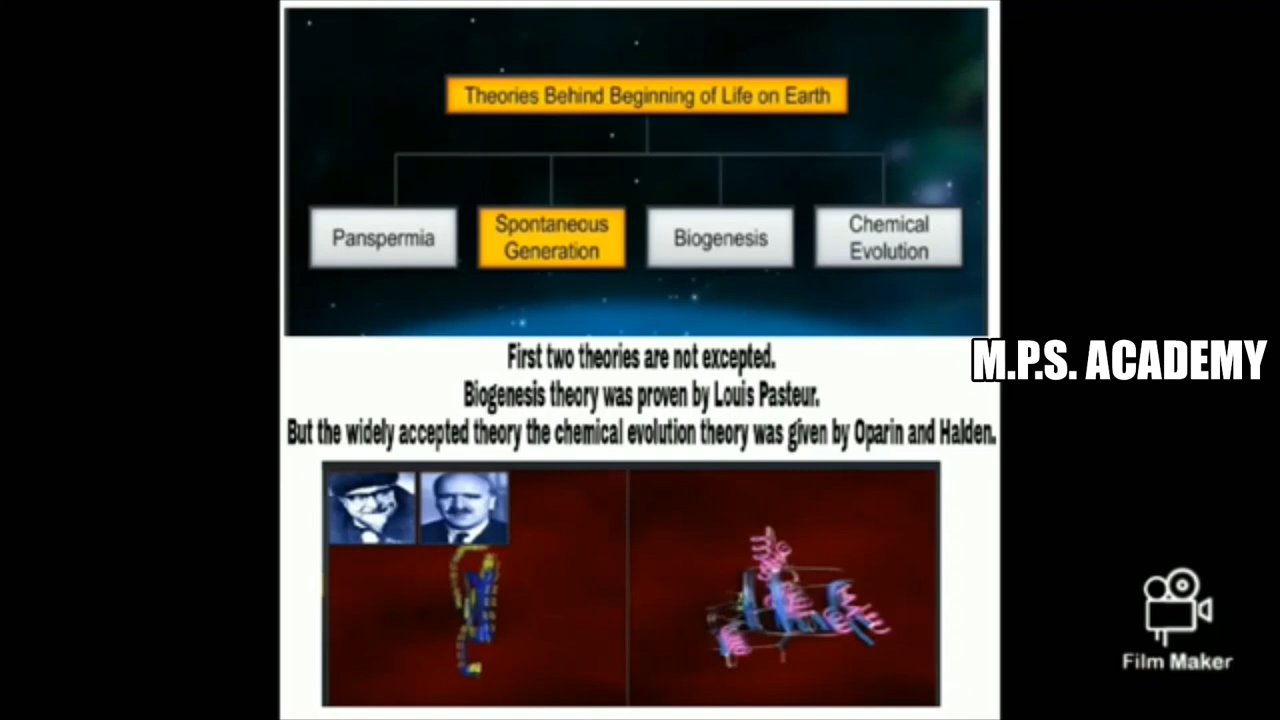 Theories Behind Beginning of Life on Earth
Panspermia
Spontaneous
Generation
Biogenesis
Chemical
Evolution
First two theories are not excepted.
Biogenesis theory was proven by Louis Pasteur.
But the widely accepted theory the chemical evolution theory was given by Oparin and Halden.
M.P.S. ACADEMY
Film Maker